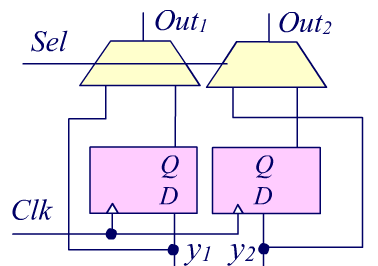 Out₁ Out₂
Sel
Q Q
D D
Clk
y₁ y₂